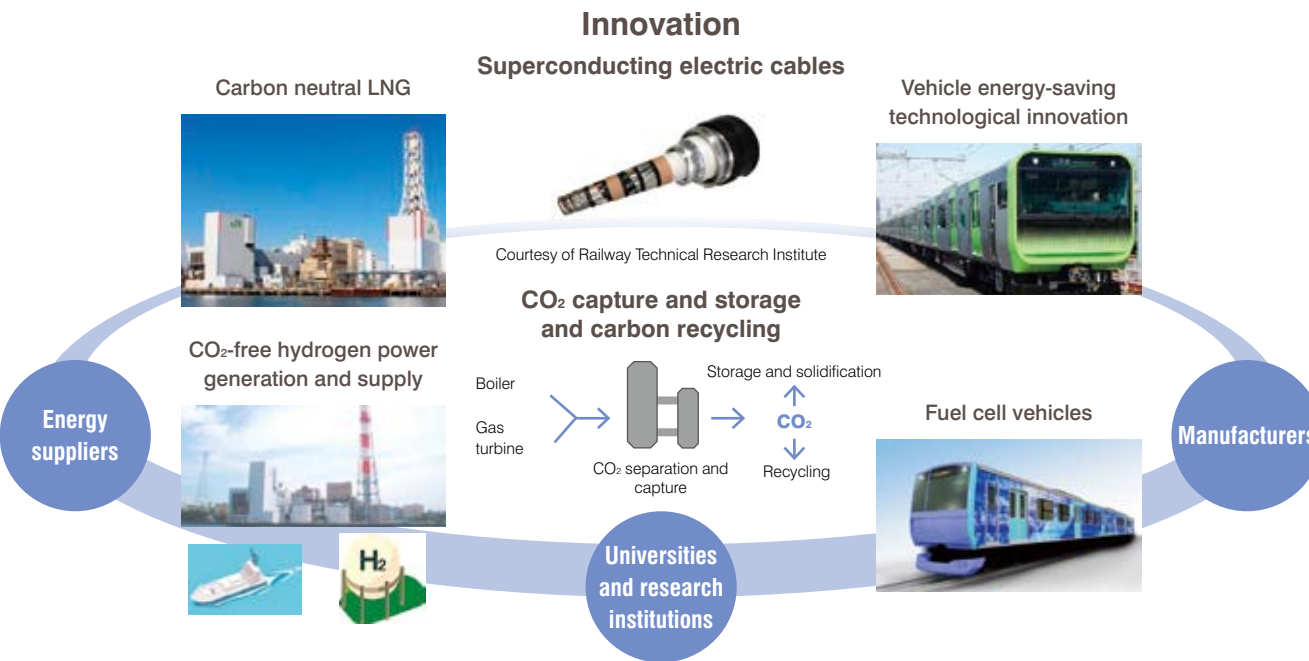 Innovation
Superconducting electric cables
Carbon neutral LNG
Vehicle energy-saving
technological innovation
Courtesy of Railway Technical Research Institute
CO₂ capture and storage
and carbon recycling
CO₂-free hydrogen power
generation and supply
Boiler
Gas
turbine
CO₂ separation and
capture
Storage and solidification
CO₂
Recycling
Fuel cell vehicles
Energy
suppliers
Manufacturers
H₂
Universities
and research
institutions